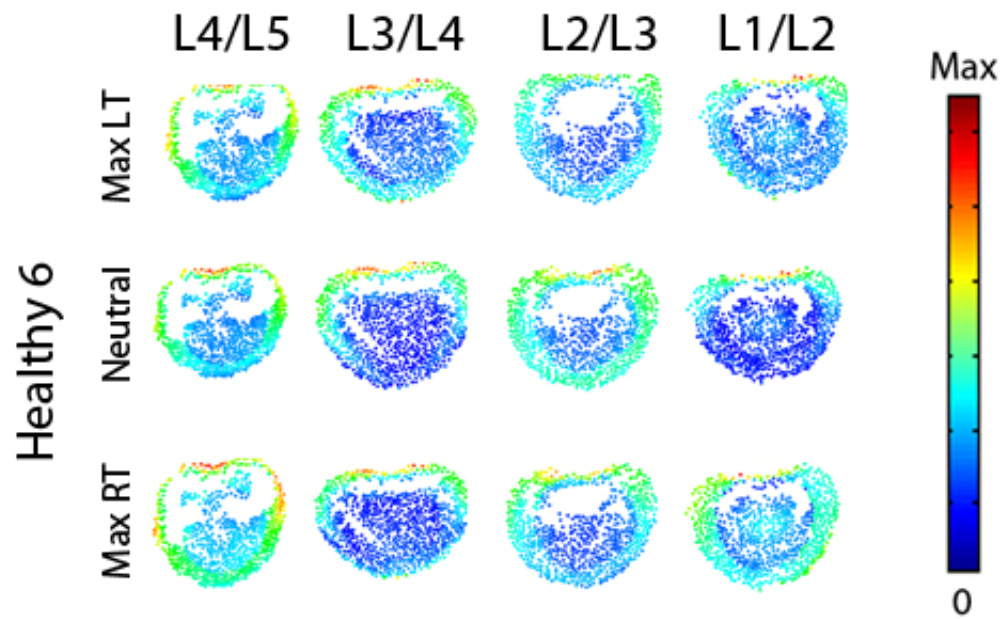 L4/L5 L3/L4 L2/L3 L1/L2
Max
Max LT
Healthy 6
Neutral
Max RT
0